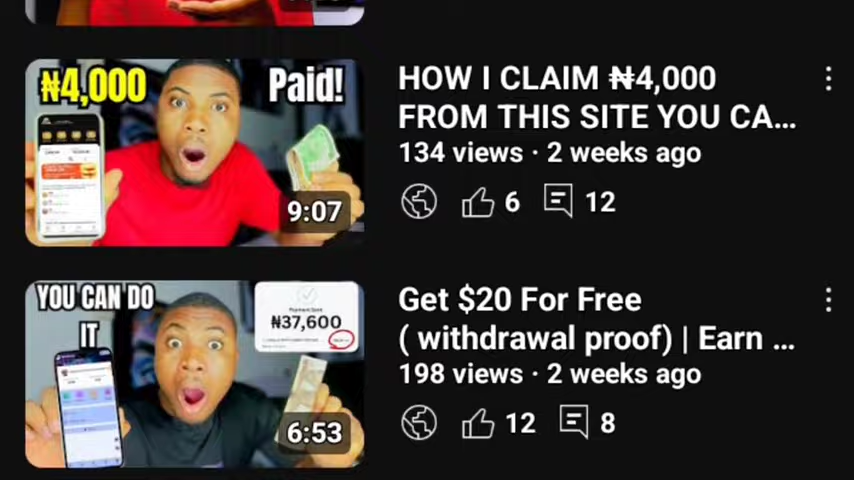 ₦4,000 Paid!
9:07
HOW I CLAIM ₦4,000
FROM THIS SITE YOU CA...
134 views · 2 weeks ago
6 12
YOU CAN DO
IT
₦37,600
6:53
Get $20 For Free
( withdrawal proof) | Earn ...
198 views · 2 weeks ago
12 8